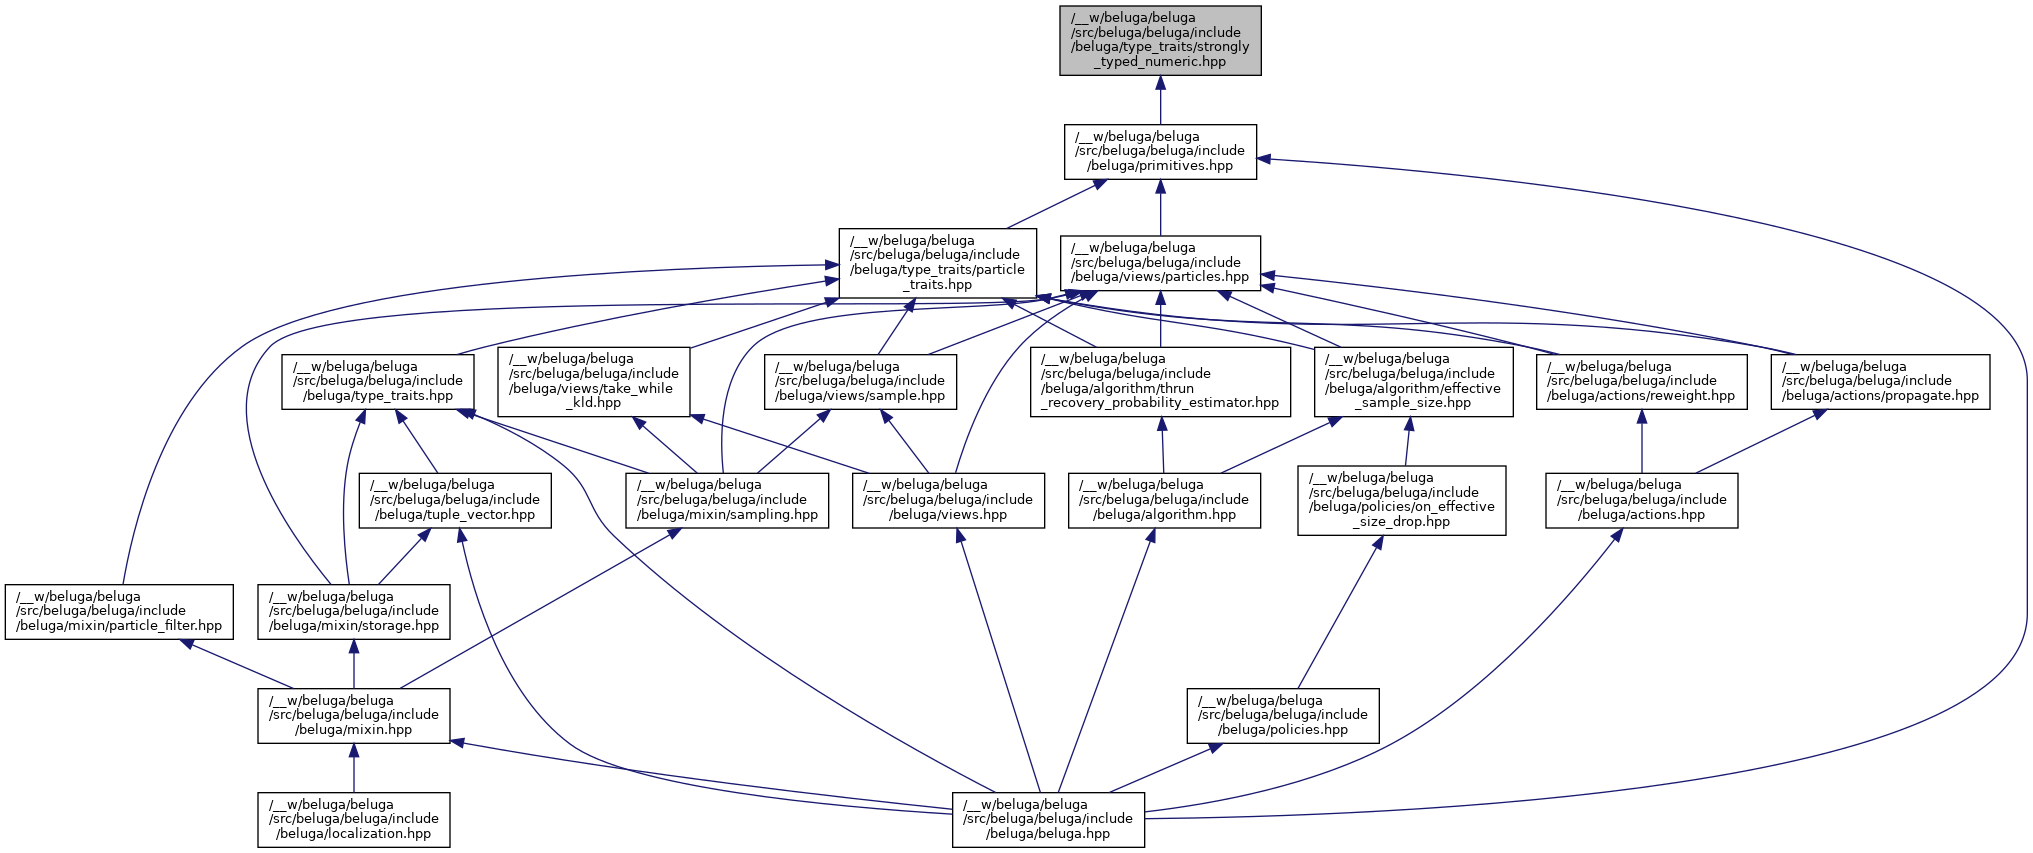 /__w/beluga/beluga
/src/beluga/beluga/include
/beluga/type_traits/strongly
_typed_numeric.hpp
/__w/beluga/beluga
/src/beluga/beluga/include
/beluga/primitives.hpp
/__w/beluga/beluga
/src/beluga/beluga/include
/beluga/type_traits/particle
_traits.hpp
/__w/beluga/beluga
/src/beluga/beluga/include
/beluga/views/particles.hpp
/__w/beluga/beluga
/src/beluga/beluga/include
/beluga/type_traits.hpp
/__w/beluga/beluga
/src/beluga/beluga/include
/beluga/views/take_while
_kld.hpp
/__w/beluga/beluga
/src/beluga/beluga/include
/beluga/views/sample.hpp
/__w/beluga/beluga
/src/beluga/beluga/include
/beluga/algorithm/thrun
_recovery_probability_estimator.hpp
/__w/beluga/beluga
/src/beluga/beluga/include
/beluga/algorithm/effective
_sample_size.hpp
/__w/beluga/beluga
/src/beluga/beluga/include
/beluga/actions/reweight.hpp
/__w/beluga/beluga
/src/beluga/beluga/include
/beluga/actions/propagate.hpp
/__w/beluga/beluga
/src/beluga/beluga/include
/beluga/tuple_vector.hpp
/__w/beluga/beluga
/src/beluga/beluga/include
/beluga/mixin/sampling.hpp
/__w/beluga/beluga
/src/beluga/beluga/include
/beluga/views.hpp
/__w/beluga/beluga
/src/beluga/beluga/include
/beluga/algorithm.hpp
/__w/beluga/beluga
/src/beluga/beluga/include
/beluga/policies/on_effective
_size_drop.hpp
/__w/beluga/beluga
/src/beluga/beluga/include
/beluga/actions.hpp
/__w/beluga/beluga
/src/beluga/beluga/include
/beluga/mixin/particle_filter.hpp
/__w/beluga/beluga
/src/beluga/beluga/include
/beluga/mixin/storage.hpp
/__w/beluga/beluga
/src/beluga/beluga/include
/beluga/mixin.hpp
/__w/beluga/beluga
/src/beluga/beluga/include
/beluga/policies.hpp
/__w/beluga/beluga
/src/beluga/beluga/include
/beluga/localization.hpp
/__w/beluga/beluga
/src/beluga/beluga/include
/beluga/beluga.hpp